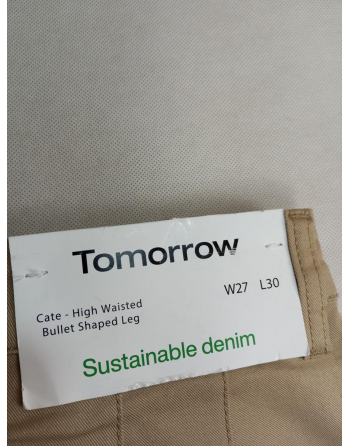 Tomorrow
W27 L30
Cate - High Waisted
Bullet Shaped Leg
Sustainable denim